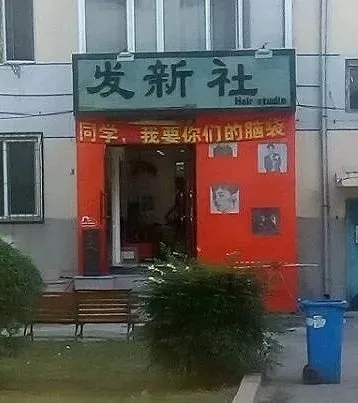 发新社
Hair studio
同学，我要你们的脑袋